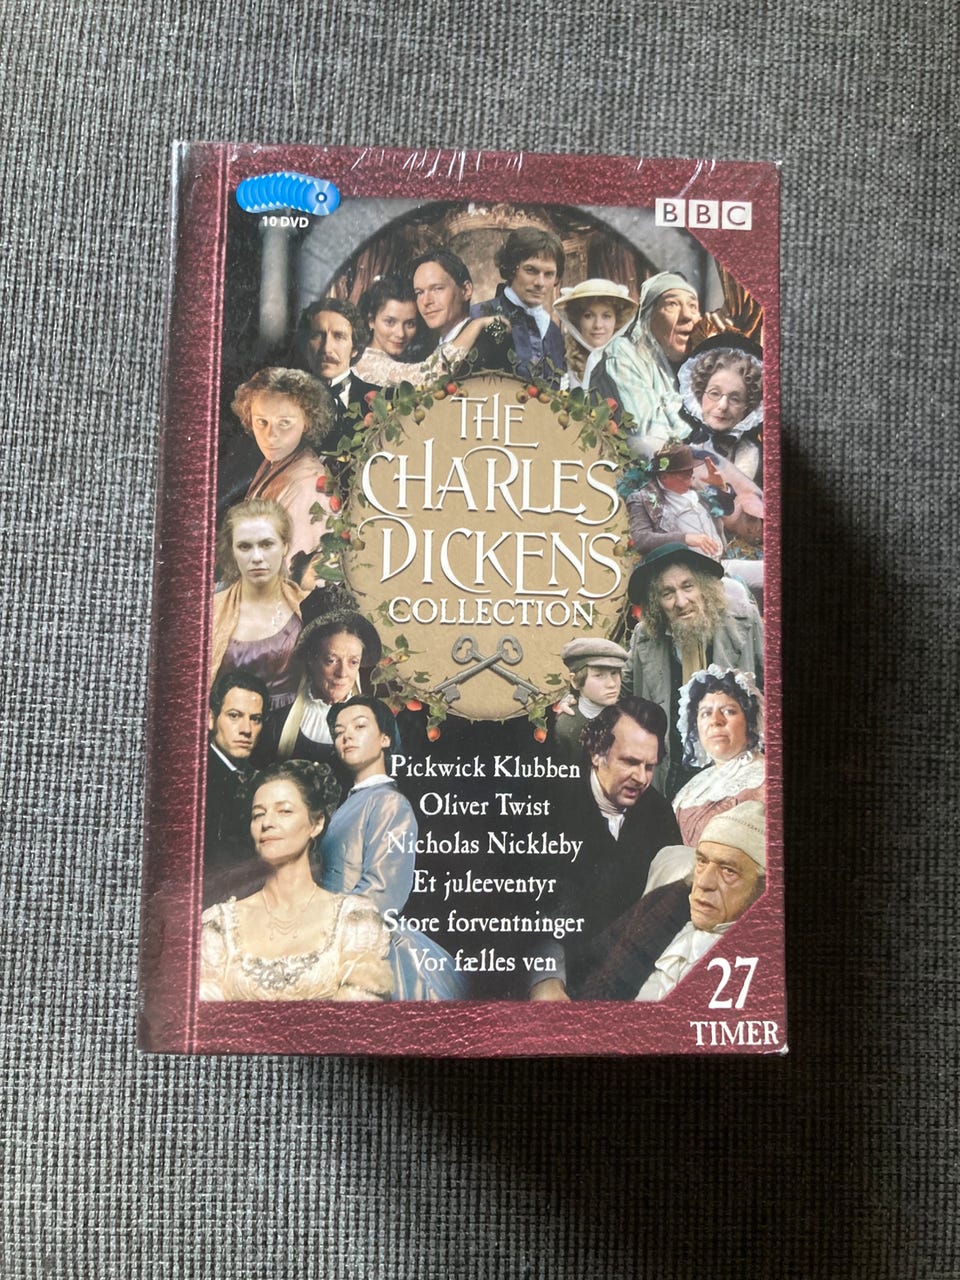 10 DVD
BBC
THE
CHARLES
DICKENS
COLLECTION
Pickwick Klubben
Oliver Twist
Nicholas Nickleby
Et juleeventyr
Store forventninger
Vor fælles ven
27
TIMER